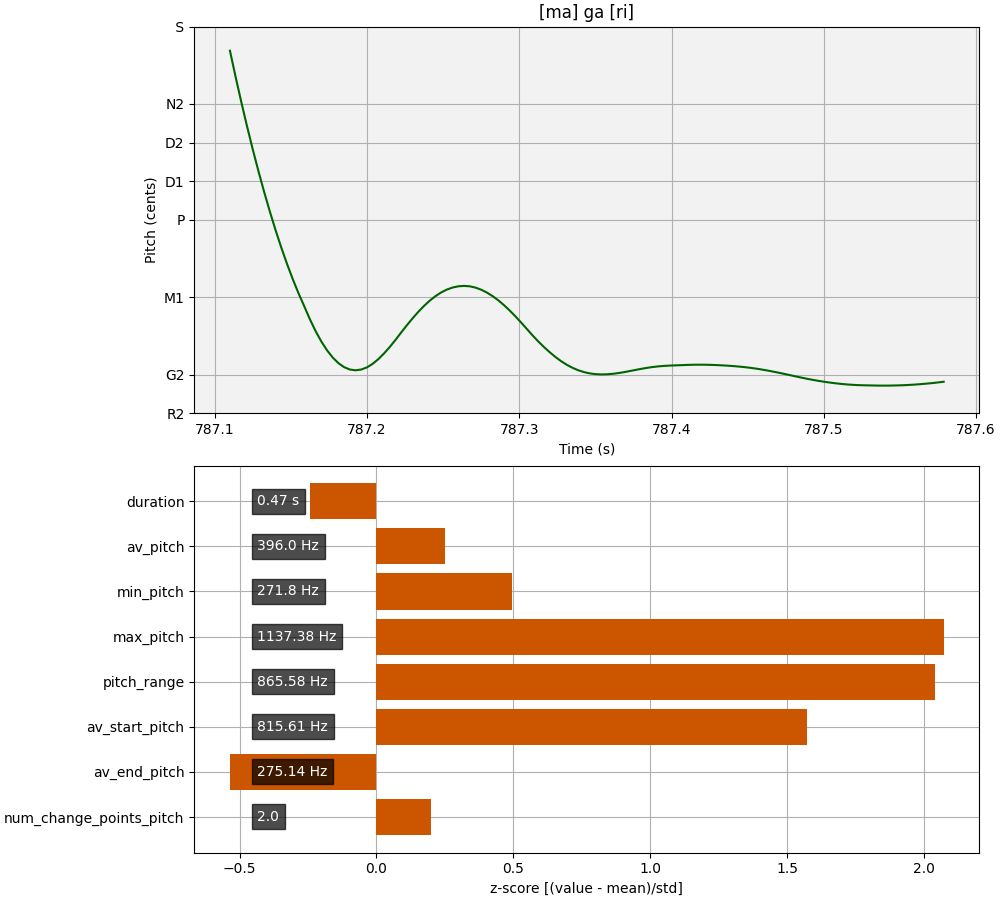 [ma] ga [ri]
S
N2
D2
D1
P
M1
G2
R2
Pitch (cents)
787.1 787.2 787.3 787.4 787.5 787.6
Time (s)
duration 0.47 s
av_pitch 396.0 Hz
min_pitch 271.8 Hz
max_pitch 1137.38 Hz
pitch_range 865.58 Hz
av_start_pitch 815.61 Hz
av_end_pitch 275.14 Hz
num_change_points_pitch 2.0
−0.5 0.0 0.5 1.0 1.5 2.0
z-score [(value - mean)/std]